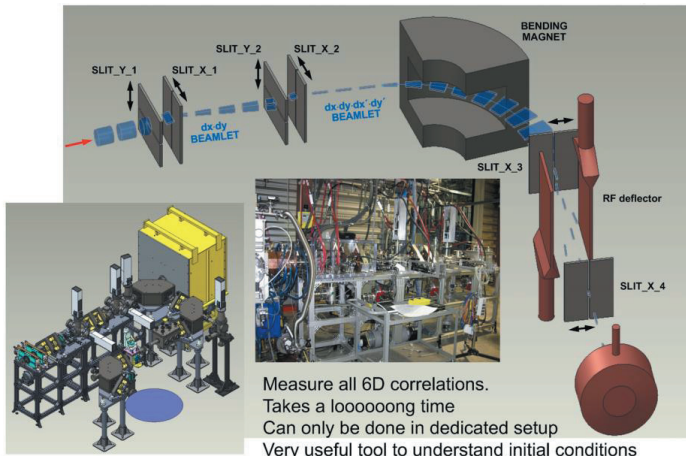 BENDING
MAGNET
SLIT_Y_1
SLIT_X_1
SLIT_Y_2
SLIT_X_2
dx·dy
BEAMLET
dx·dy·dx´·dy´
BEAMLET
SLIT_X_3
RF deflector
SLIT_X_4
Measure all 6D correlations.
Takes a loooooong time
Can only be done in dedicated setup
Very useful tool to understand initial conditions